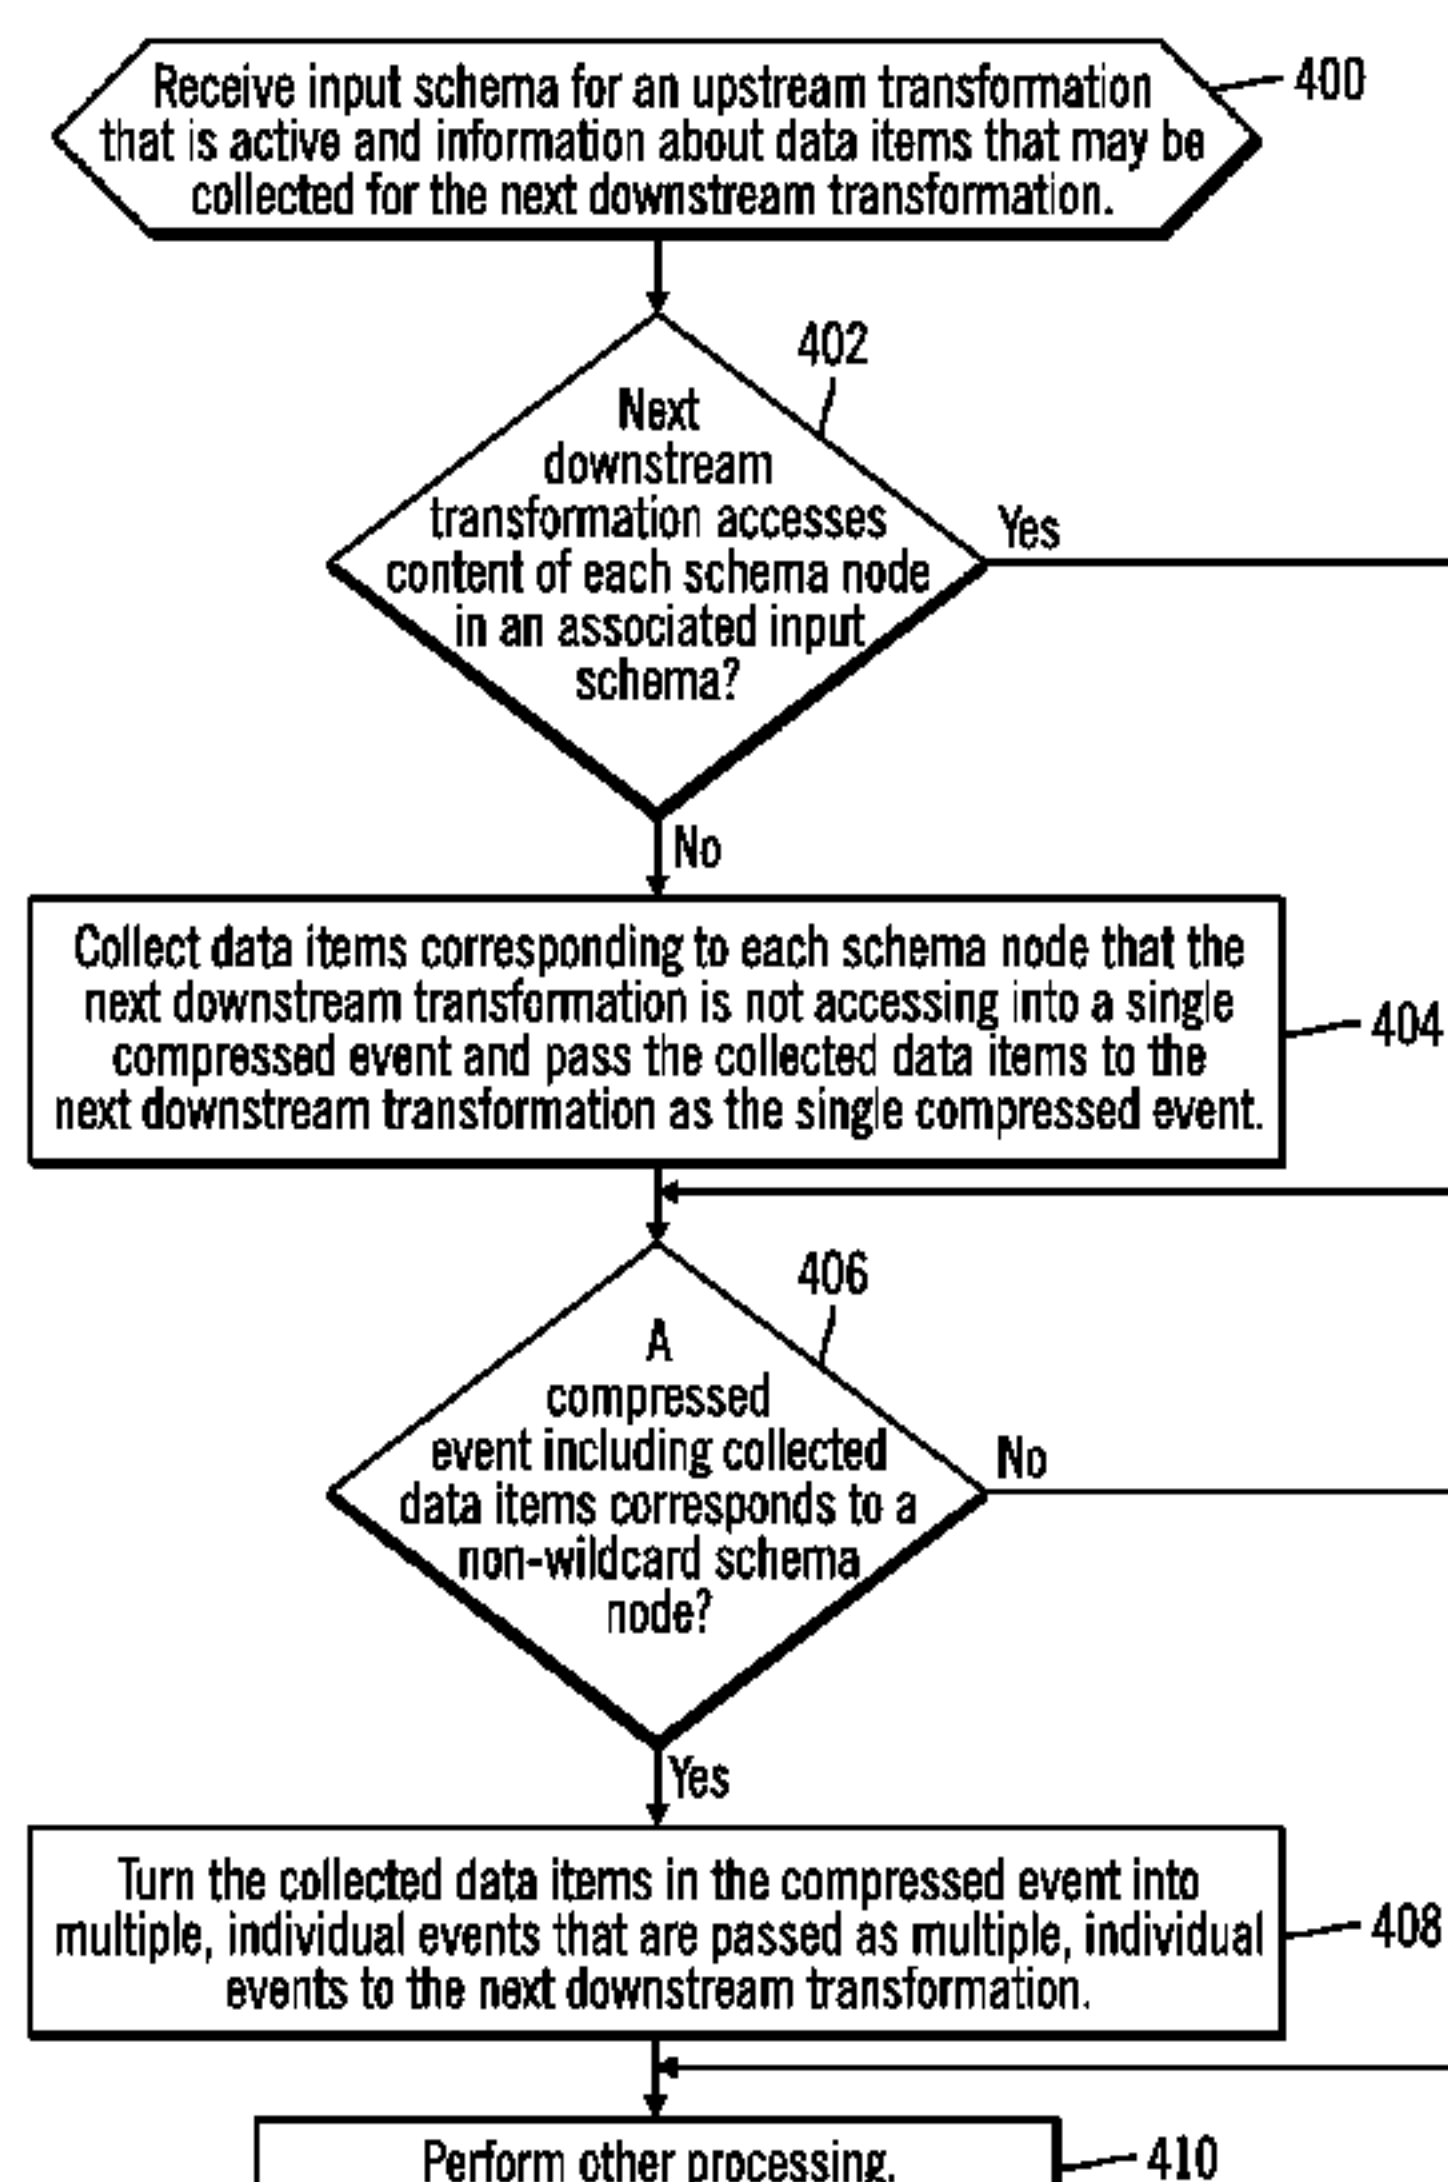 Receive input schema for an upstream transformation
that is active and information about data items that may be
collected for the next downstream transformation.
400
402
Next
downstream
transformation accesses
content of each schema node
in an associated input
schema?
Yes
No
Collect data items corresponding to each schema node that the
next downstream transformation is not accessing into a single
compressed event and pass the collected data items to the
next downstream transformation as the single compressed event.
404
406
A
compressed
event including collected
data items corresponds to a
non-wildcard schema
node?
No
Yes
Turn the collected data items in the compressed event into
multiple, individual events that are passed as multiple, individual
events to the next downstream transformation.
408
Perform other processing.
410